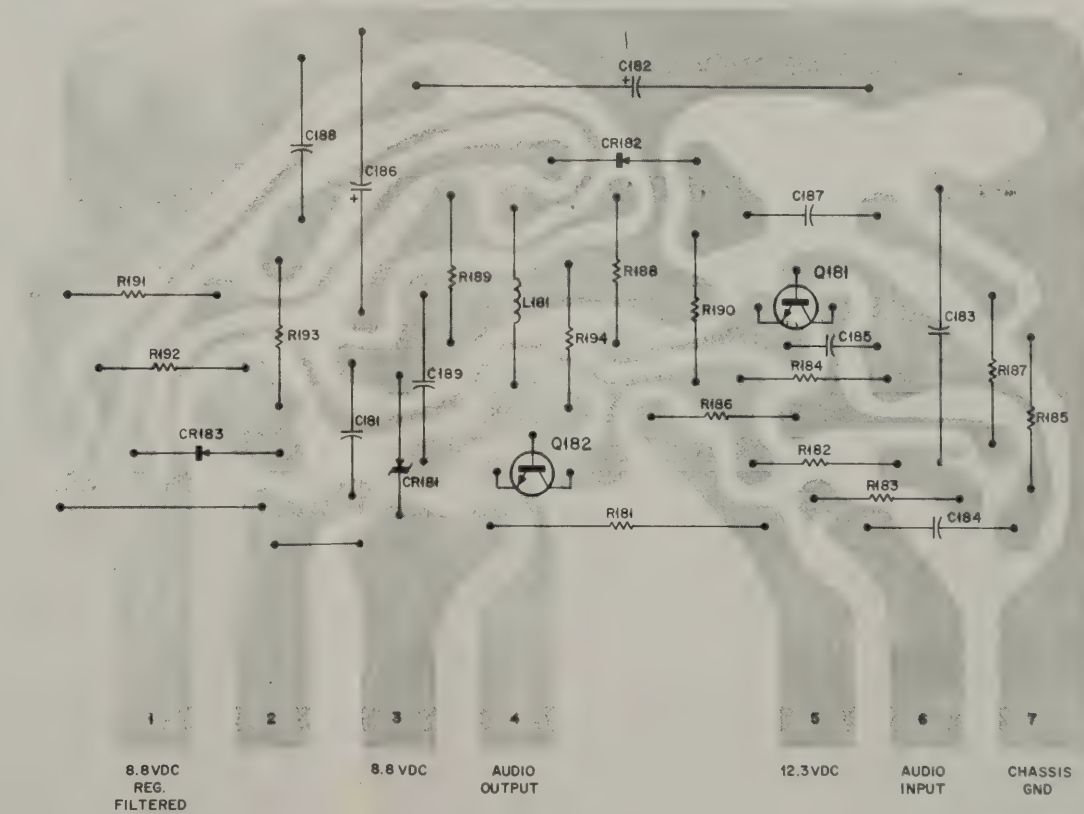 C182
+
C188
CR182
C186
+
C187
R191
R189
L181
R188
Q181
R193
R194
R190
C183
C185
R192
C189
R184
R187
R186
R185
CR183
C181
Q182
R182
CR181
R183
R181
C184
1
2
3
4
5
6
7
8.8VDC
REG.
FILTERED
8.8 VDC
AUDIO
OUTPUT
12.3VDC
AUDIO
INPUT
CHASSIS
GND